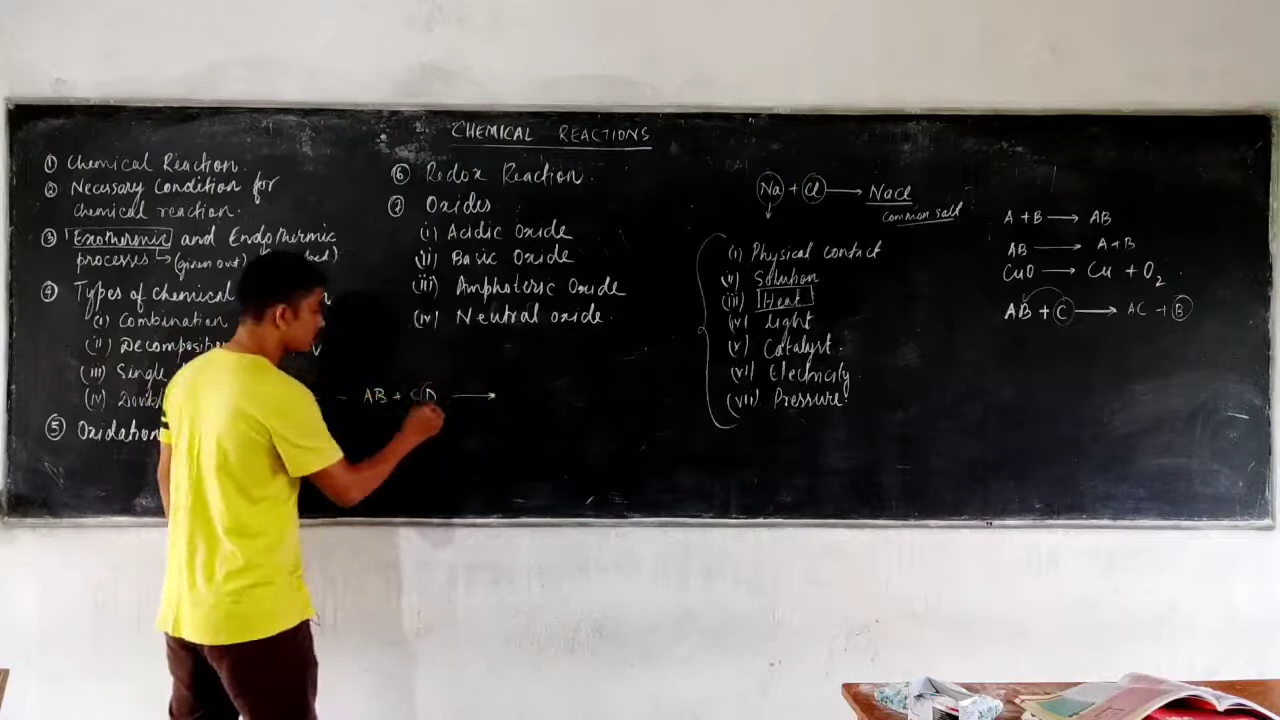 CHEMICAL REACTIONS
① Chemical Reaction.
② Necessary Condition for
chemical reaction.
③ Exothermic and Endothermic
processes ↳ (given out)
④ Types of chemical
(i) Combination
(ii) Decomposition
(iii) Single
(iv)
⑤ Oxidation
⑥ Redox Reaction.
⑦ Oxides
(i) Acidic Oxide
(ii) Basic Oxide
(iii) Amphoteric Oxide
(iv) Neutral oxide.
AB + CD ⟶
Na + Cl ⟶ NaCl
common salt
(i) Physical contact
(ii) Solution
(iii) Heat
(iv) light
(v) Catalyst.
(vi) Electricity.
(vii) Pressure
A + B ⟶ AB
AB ⟶ A + B
CuO ⟶ Cu + O₂
AB + C ⟶ AC + B